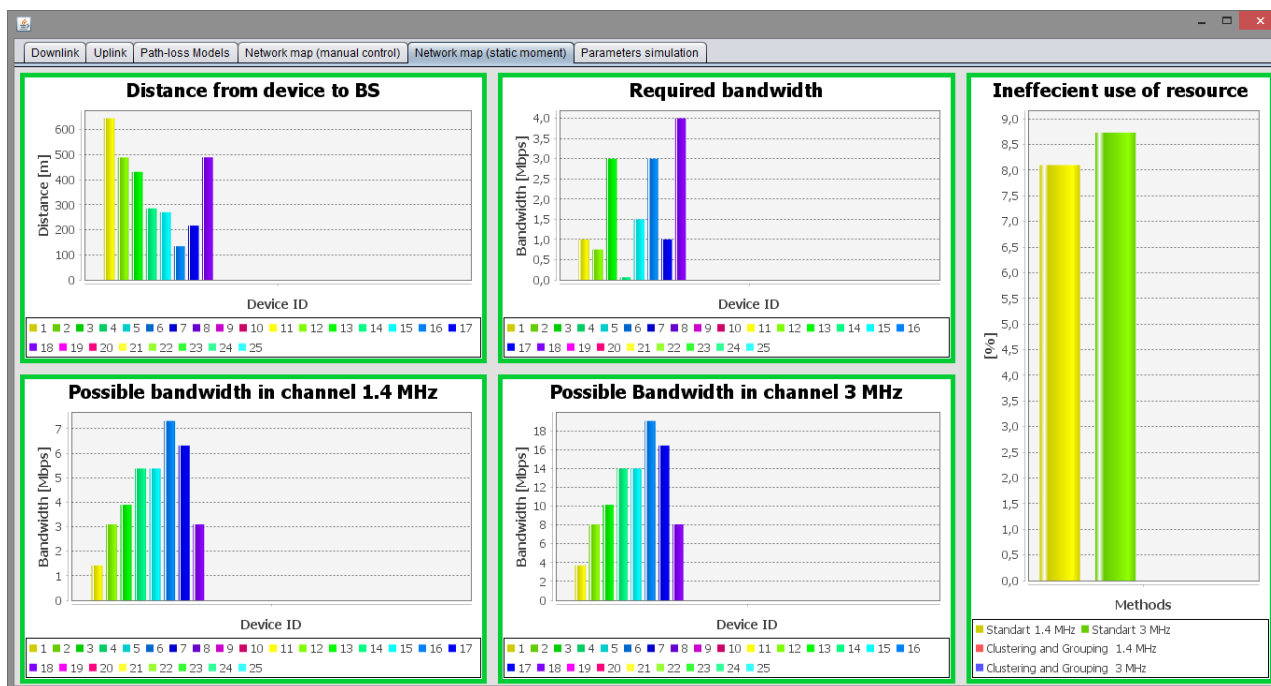 Downlink Uplink Path-loss Models Network map (manual control) Network map (static moment) Parameters simulation
Distance from device to BS
Distance [m]
600
500
400
300
200
100
0
Device ID
1 2 3 4 5 6 7 8 9 10 11 12 13 14 15 16 17
18 19 20 21 22 23 24 25
Required bandwidth
Bandwidth [Mbps]
4,0
3,5
3,0
2,5
2,0
1,5
1,0
0,5
0,0
Device ID
1 2 3 4 5 6 7 8 9 10 11 12 13 14 15 16
17 18 19 20 21 22 23 24 25
Ineffecient use of resource
[%]
9,0
8,5
8,0
7,5
7,0
6,5
6,0
5,5
5,0
4,5
4,0
3,5
3,0
2,5
2,0
1,5
1,0
0,5
0,0
Methods
Standart 1.4 MHz Standart 3 MHz
Clustering and Grouping 1.4 MHz
Clustering and Grouping 3 MHz
Possible bandwidth in channel 1.4 MHz
Bandwidth [Mbps]
7
6
5
4
3
2
1
0
Device ID
1 2 3 4 5 6 7 8 9 10 11 12 13 14 15 16 17
18 19 20 21 22 23 24 25
Possible Bandwidth in channel 3 MHz
Bandwidth [Mbps]
18
16
14
12
10
8
6
4
2
0
Device ID
1 2 3 4 5 6 7 8 9 10 11 12 13 14 15 16
17 18 19 20 21 22 23 24 25